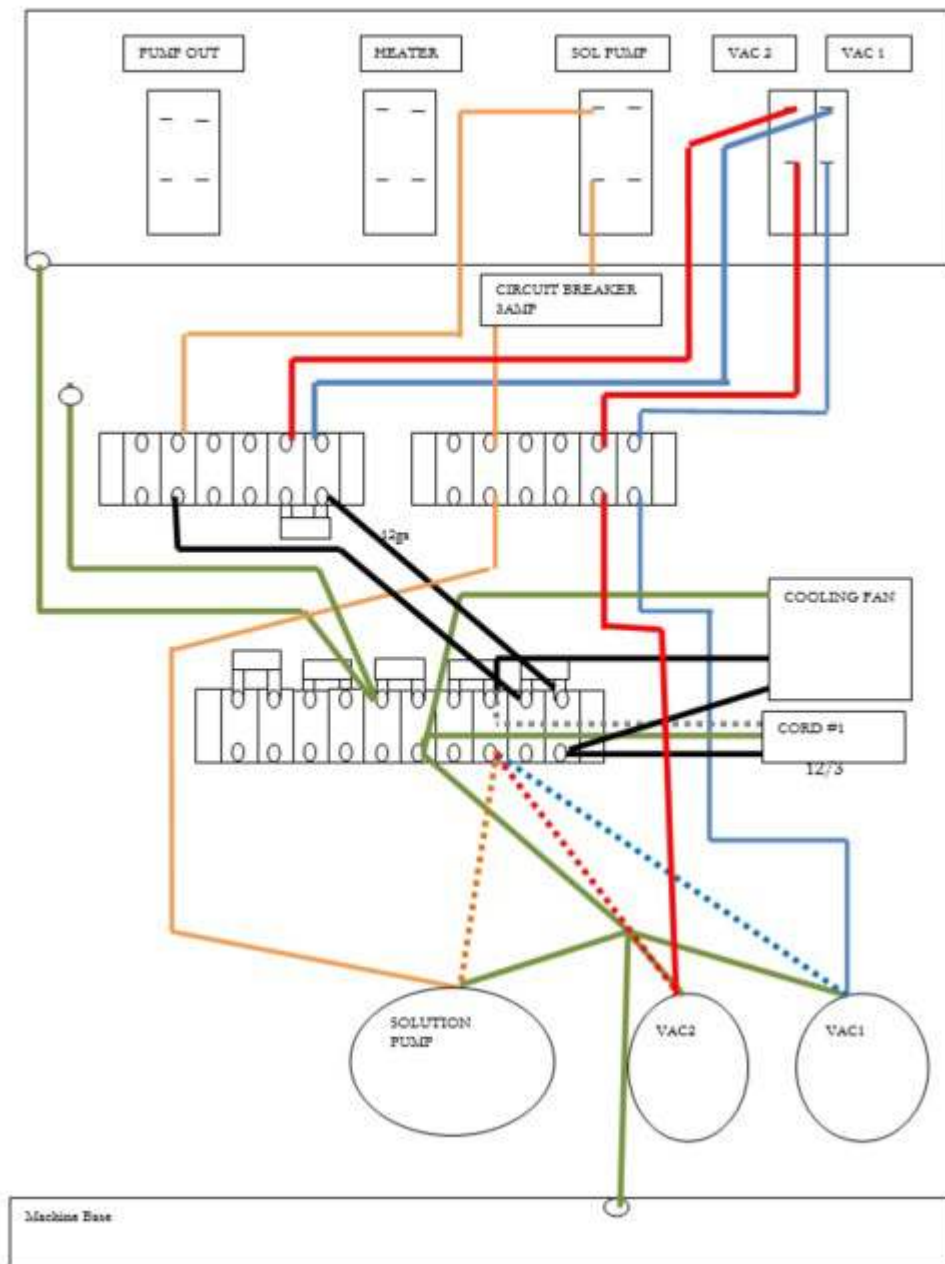 PUMP OUT
HEATER
SOL PUMP
VAC 2
VAC 1
CIRCUIT BREAKER
3AMP
12ga
COOLING FAN
CORD #1
12/3
SOLUTION
PUMP
VAC2
VAC1
Machine Base